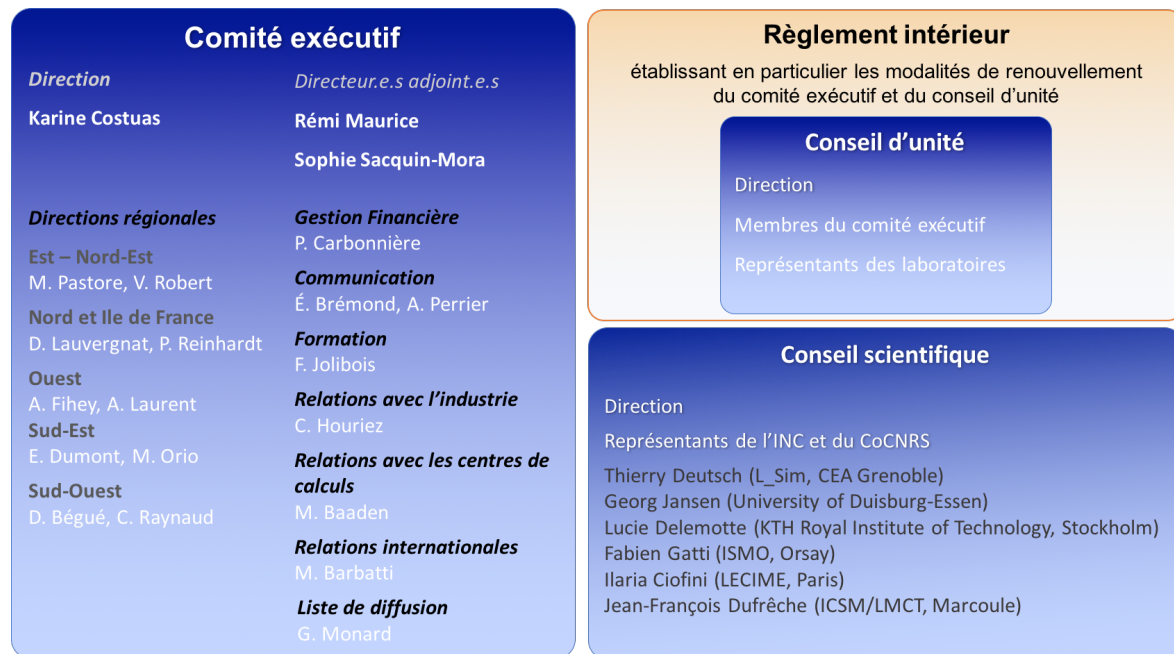 Comité exécutif
Direction
Karine Costuas
Directeur.e.s adjoint.e.s
Rémi Maurice
Sophie Sacquin-Mora
Directions régionales
Est – Nord-Est
M. Pastore, V. Robert
Nord et Ile de France
D. Lauvergnat, P. Reinhardt
Ouest
A. Fihey, A. Laurent
Sud-Est
E. Dumont, M. Orio
Sud-Ouest
D. Bégué, C. Raynaud
Gestion Financière
P. Carbonnière
Communication
É. Brémond, A. Perrier
Formation
F. Jolibois
Relations avec l’industrie
C. Houriez
Relations avec les centres de
calculs
M. Baaden
Relations internationales
M. Barbatti
Liste de diffusion
G. Monard
Règlement intérieur
établissant en particulier les modalités de renouvellement
du comité exécutif et du conseil d’unité
Conseil d’unité
Direction
Membres du comité exécutif
Représentants des laboratoires
Conseil scientifique
Direction
Représentants de l’INC et du CoCNRS
Thierry Deutsch (L_Sim, CEA Grenoble)
Georg Jansen (University of Duisburg-Essen)
Lucie Delemotte (KTH Royal Institute of Technology, Stockholm)
Fabien Gatti (ISMO, Orsay)
Ilaria Ciofini (LECIME, Paris)
Jean-François Dufrêche (ICSM/LMCT, Marcoule)